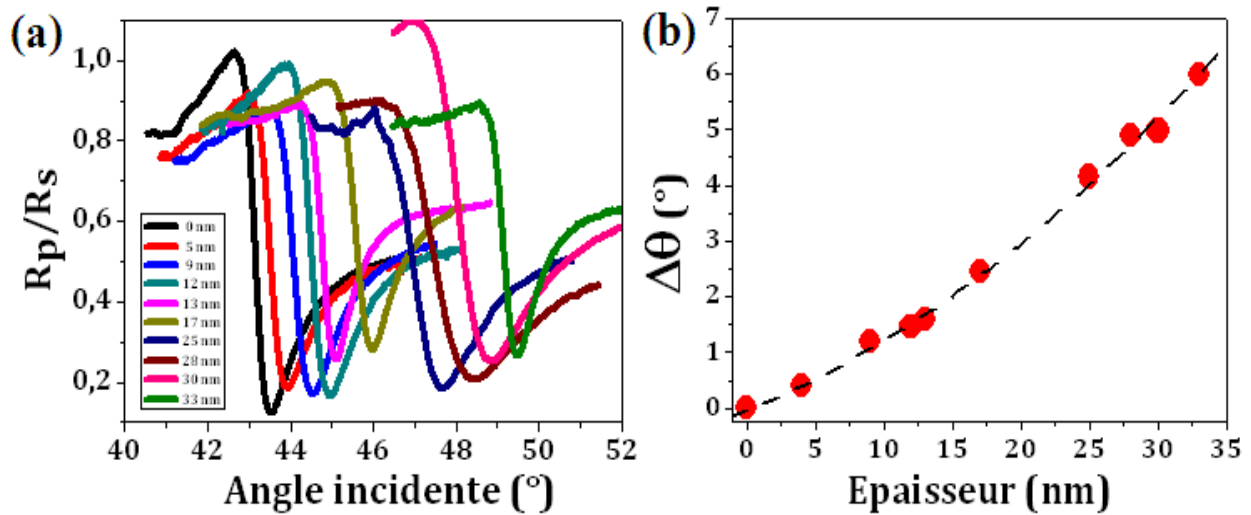 (a)
Rp/Rs
1,0
0,8
0,6
0,4
0,2
0 nm
5 nm
9 nm
12 nm
13 nm
17 nm
25 nm
28 nm
30 nm
33 nm
40 42 44 46 48 50 52
Angle incidente (°)
(b)
Δθ (°)
7
6
5
4
3
2
1
0
0 5 10 15 20 25 30 35
Epaisseur (nm)